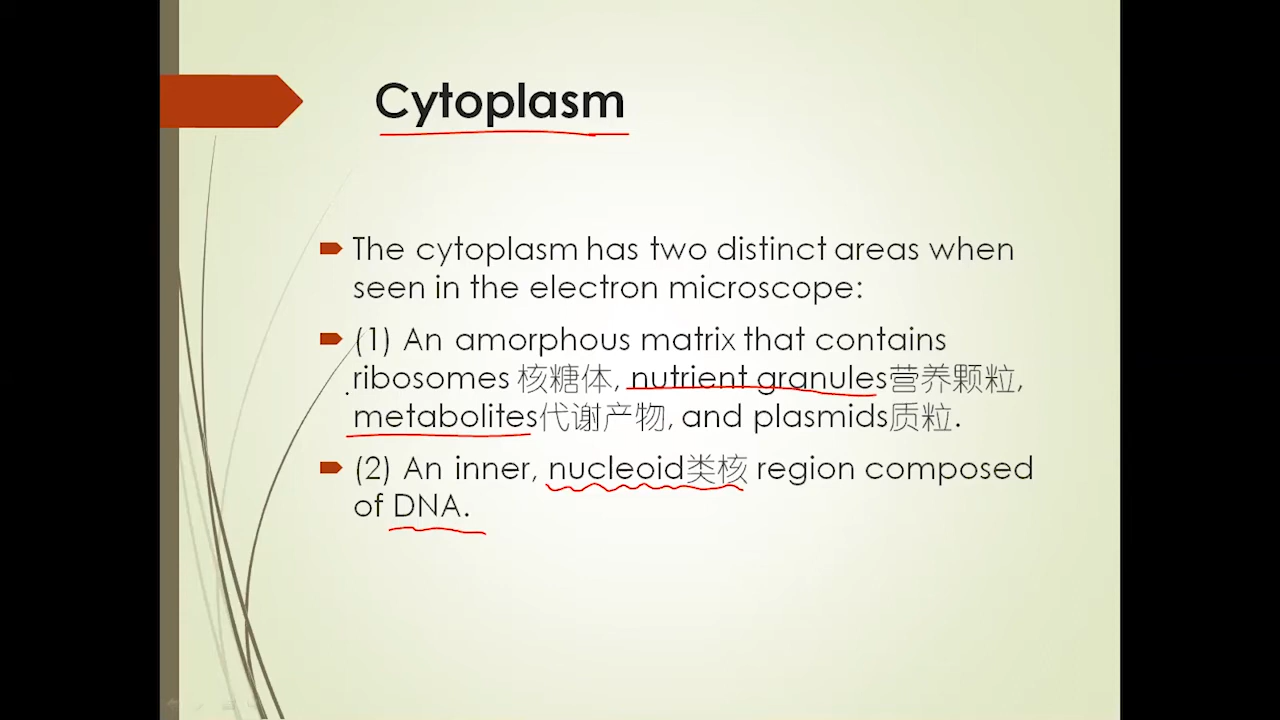 Cytoplasm
The cytoplasm has two distinct areas when
seen in the electron microscope:
(1) An amorphous matrix that contains
ribosomes 核糖体, nutrient granules营养颗粒,
metabolites代谢产物, and plasmids质粒.
(2) An inner, nucleoid类核 region composed
of DNA.